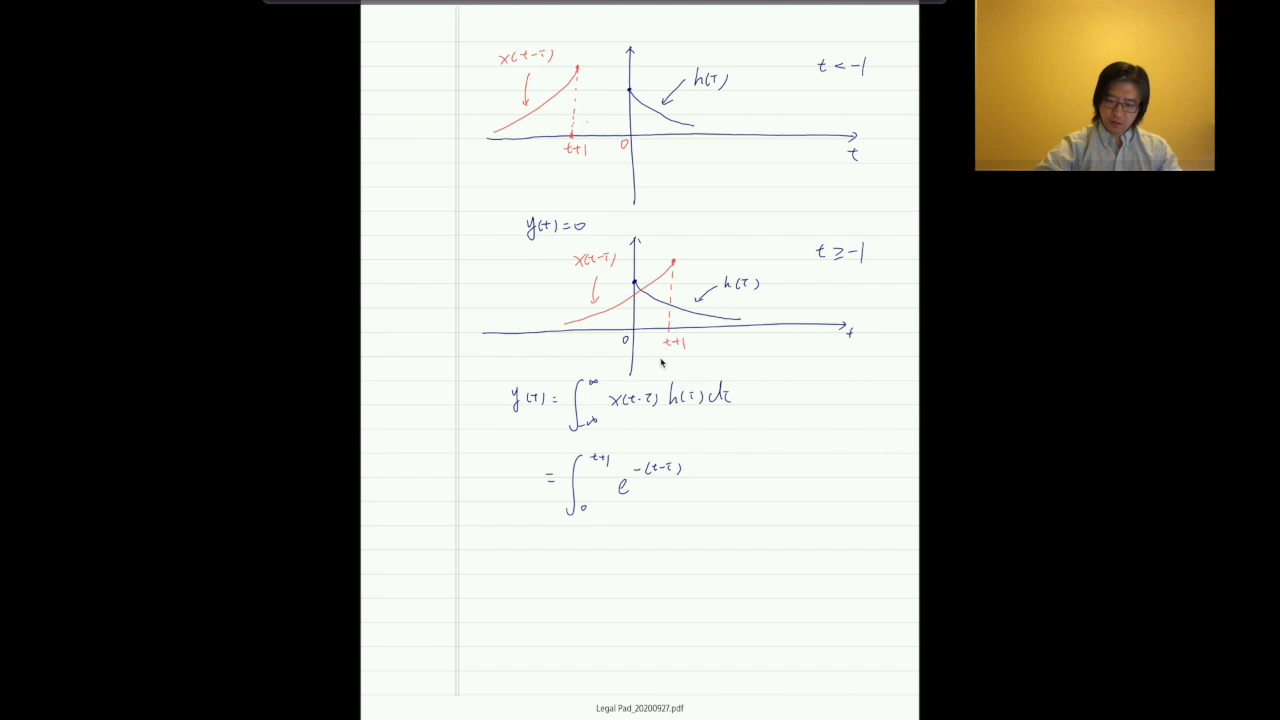 x(t-τ)
h(τ)
t < -1
t+1
0
t
y(t)=0
x(t-τ)
t ≥ -1
h(τ)
0
t+1
t
y(t) = ∫_{-∞}^{∞} x(t-τ) h(τ) dτ
= ∫_{0}^{t+1} e^{-(t-τ)}
Legal Pad_20200927.pdf